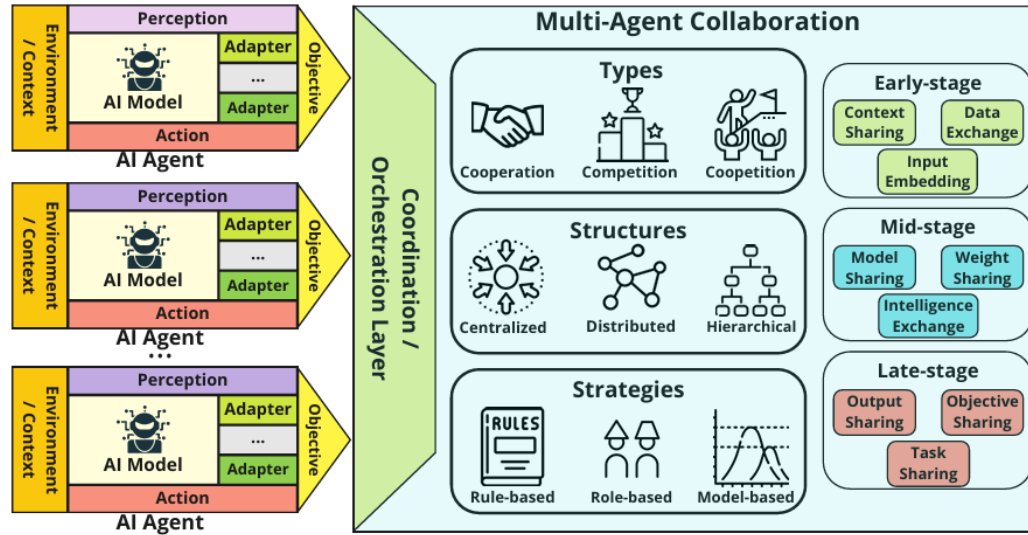 Environment
/ Context
Perception
AI Model
Adapter
...
Adapter
Action
Objective
AI Agent
Environment
/ Context
Perception
AI Model
Adapter
...
Adapter
Action
Objective
AI Agent
...
Environment
/ Context
Perception
AI Model
Adapter
...
Adapter
Action
Objective
AI Agent
Coordination /
Orchestration Layer
Multi-Agent Collaboration
Types
Cooperation
Competition
Coopetition
Structures
Centralized
Distributed
Hierarchical
Strategies
RULES
Rule-based
Role-based
Model-based
Early-stage
Context
Sharing
Data
Exchange
Input
Embedding
Mid-stage
Model
Sharing
Weight
Sharing
Intelligence
Exchange
Late-stage
Output
Sharing
Objective
Sharing
Task
Sharing